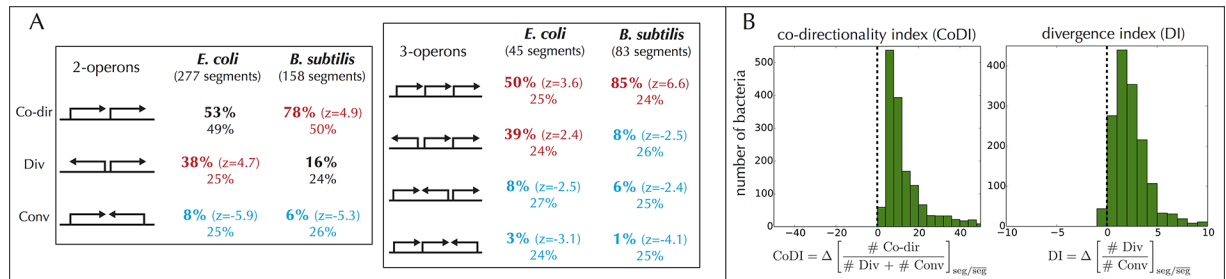 A
2-operons
E. coli
(277 segments)
B. subtilis
(158 segments)
Co-dir
53%
49%
78% (z=4.9)
50%
Div
38% (z=4.7)
25%
16%
24%
Conv
8% (z=-5.9)
25%
6% (z=-5.3)
26%
3-operons
E. coli
(45 segments)
B. subtilis
(83 segments)
50% (z=3.6)
25%
85% (z=6.6)
24%
39% (z=2.4)
24%
8% (z=-2.5)
26%
8% (z=-2.5)
27%
6% (z=-2.4)
25%
3% (z=-3.1)
24%
1% (z=-4.1)
25%
B
co-directionality index (CoDI)
number of bacteria
500
400
300
200
100
0
-40
-20
0
20
40
CoDI = Δ [ # Co-dir / # Div + # Conv ] seg/s̅e̅g̅
divergence index (DI)
400
300
200
100
0
-10
-5
0
5
10
DI = Δ [ # Div / # Conv ] seg/s̅e̅g̅